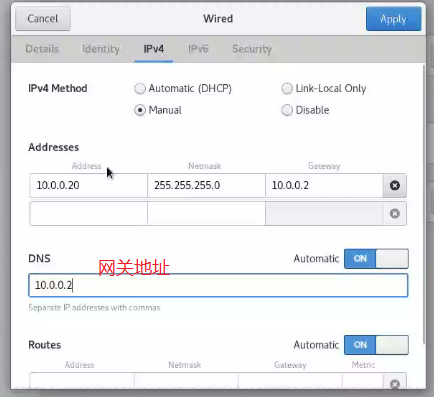 Cancel Wired Apply
Details Identity IPv4 IPv6 Security
IPv4 Method Automatic (DHCP) Link-Local Only
Manual Disable
Addresses
Address Netmask Gateway
10.0.0.20 255.255.255.0 10.0.0.2
DNS Automatic ON
网关地址
10.0.0.2
Separate IP addresses with commas
Routes Automatic ON
Address Netmask Gateway Metric